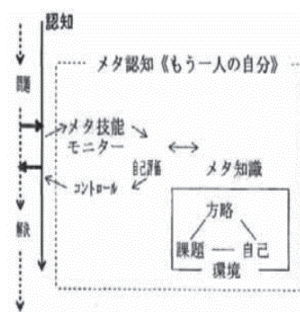 認知
メタ認知《もう一人の自分》
問題
メタ技能
モニター
自己評価
メタ知識
コントロール
方略
課題
自己
環境
解決